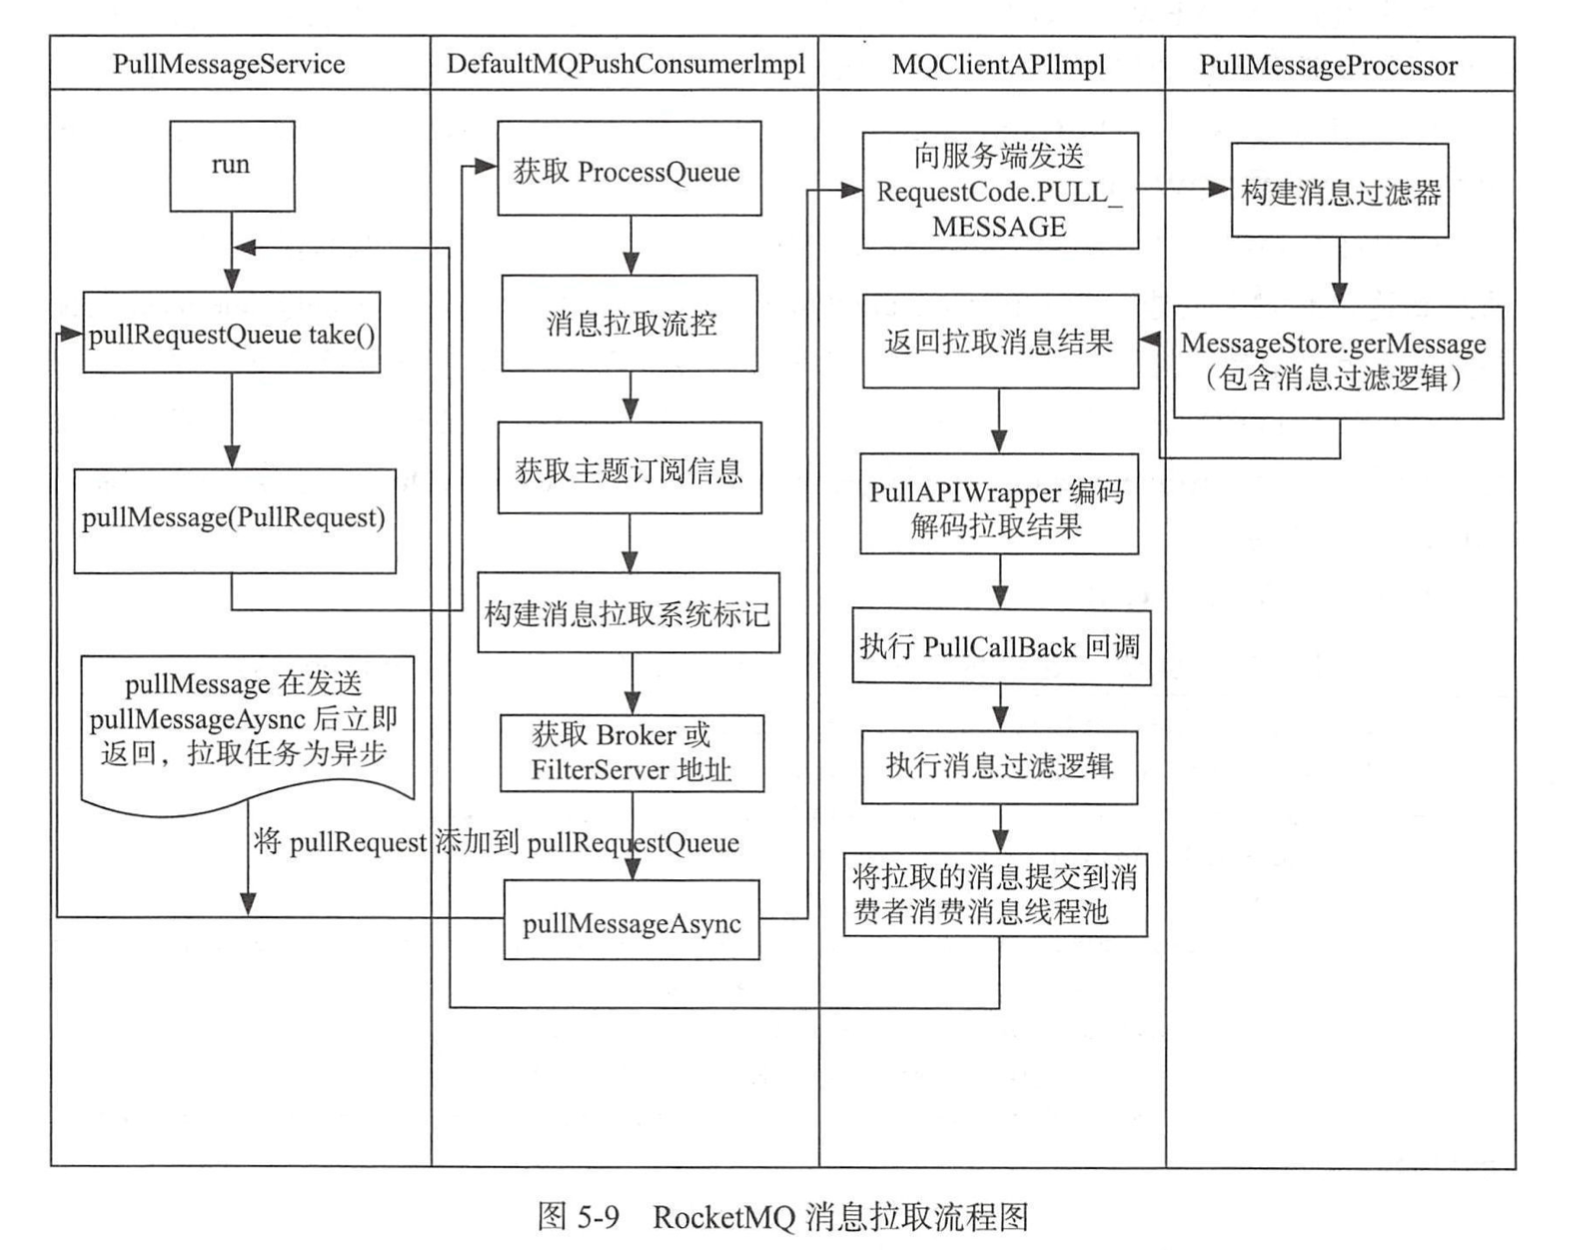 PullMessageService
DefaultMQPushConsumerImpl
MQClientAPIImpl
PullMessageProcessor
run
pullRequestQueue take()
pullMessage(PullRequest)
pullMessage 在发送
pullMessageAysnc 后立即
返回，拉取任务为异步
将 pullRequest 添加到 pullRequestQueue
获取 ProcessQueue
消息拉取流控
获取主题订阅信息
构建消息拉取系统标记
获取 Broker 或
FilterServer 地址
pullMessageAsync
向服务端发送
RequestCode.PULL_
MESSAGE
返回拉取消息结果
PullAPIWrapper 编码
解码拉取结果
执行 PullCallBack 回调
执行消息过滤逻辑
将拉取的消息提交到消
费者消费消息线程池
构建消息过滤器
MessageStore.gerMessage
（包含消息过滤逻辑）
图 5-9 RocketMQ 消息拉取流程图